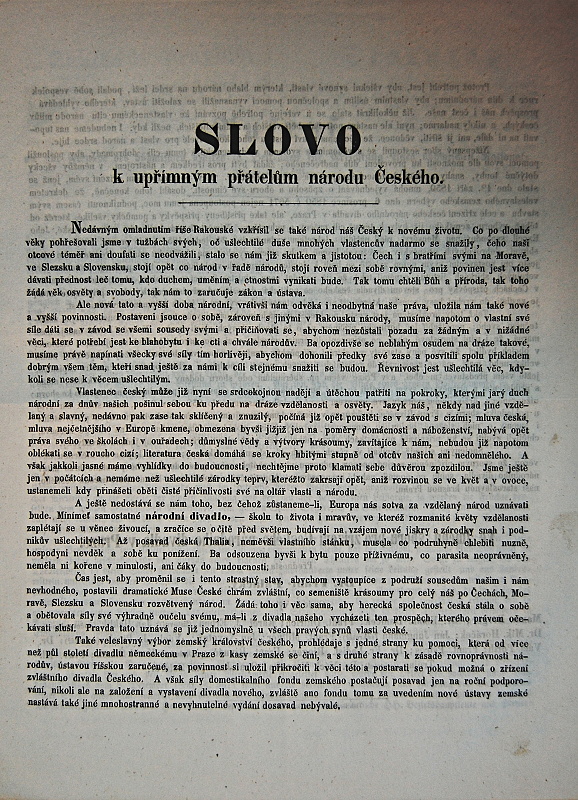 SLOVO
k upřímným přátelům národu Českého.
Nedávným omladnutím říše Rakouské vzkřísil se také národ náš Český k novému životu. Co po dlouhé
věky pohřešovali jsme v tužbách svých, oč ušlechtilé duše mnohých vlastencův nadarmo se snažily, čeho naši
otcové téměř ani doufati se neodvážili, stalo se nám již skutkem a jistotou: Čech i s bratřími svými na Moravě,
ve Slezsku a Slovensku, stojí opět co národ v řadě národů, stojí roveň mezi sobě rovnými, aniž povinen jest více
dávati přednost leč tomu, kdo duchem, uměním a ctnostmi vynikati bude. Tak tomu chtěli Bůh a příroda, tak toho
žádá věk osvěty a svobody, tak nám to zaručuje zákon a ústava.
Ale nová tato a vyšší doba národní, vrátivši nám odvěká i neodbytná naše práva, uložila nám také nové
a vyšší povinnosti. Postaveni jsouce o sobě, zároveň s jinými v Rakousku národy, musíme napotom o vlastní své
síle dáti se v závod se všemi sousedy svými a přičiňovati se, abychom nezůstali pozadu za žádným a v nižádné
věci, které potřebí jest ke blahobytu i ke cti a chvále národův. Ba opozdivše se neblahým osudem na dráze takové,
musíme právě napínati všecky své síly tím horlivěji, abychom dohonili předky své zase a posvítili spolu příkladem
dobrým všem těm, kteří snad ještě za námi k cíli stejnému snažiti se budou. Řevnivost jest ušlechtilá věc, kdy-
koli se nese k věcem ušlechtilým.
Vlastenec český může již nyní se srdcekojnou nadějí a útěchou patřiti na pokroky, kterými jarý duch
národní za dnův našich pošinul sebou ku předu na dráze vzdělanosti a osvěty. Jazyk náš, někdy nad jiné vzdě-
laný a slavný, nedávno pak zase tak sklíčený a znuzilý, počíná již opět pouštěti se v závod s cizími; mluva česká,
mluva nejčetnějšího v Europě kmene, obmezena byvši jižjiž jen na poměry domácnosti a náboženství, nabývá opět
práva svého ve školách i v ouřadech; důmyslné vědy a výtvory krásoumy, zavítajíce k nám, nebudou již napotom
oblékati se v roucho cizí; literatura česká domáhá se kroky hbitými stupně od otcův našich ani nedomnělého. A
však jakkoli jasné máme vyhlídky do budoucnosti, nechtějme proto klamati sebe důvěrou zpozdilou. Jsme ještě
jen v počátcích a nemáme než ušlechtilé zárodky teprv, kteréžto zakrsají opět, aniž rozvinou se ve květ a v ovoce,
ustaneměli kdy přinášeti oběti čisté příčinlivosti své na oltář vlasti a národu.
A ještě nedostává se nám toho, bez čehož zůstaneme-li, Europa nás sotva za vzdělaný národ uznávati
bude. Míníměť samostatné národní divadlo, — školu to života i mravův, ve kteréž rozmanité květy vzdělanosti
zaplétají se u věnec živoucí, a zračíce se očitě před světem, budívají na vzájem nové jiskry a zárodky snah i pod-
nikův ušlechtilých. Až posavad česká Thalia, neměvši vlastního stánku, musela co podruhyně chlebiti nuzně,
hospodyni nevděk a sobě ku ponížení. Ba odsouzena byvši k bytu pouze příživnému, co parasita neoprávněný,
neměla ni kořene v minulosti, ani čáky do budoucnosti.
Čas jest, aby proměnil se i tento strastný stav, abychom vystoupíce z podruží sousedům našim i nám
nevhodného, postavili dramatické Muse České chrám zvláštní, co semeniště krásoumy pro celý náš po Čechách, Mo-
ravě, Slezsku a Slovensku rozvětvený národ. Žádá toho i věc sama, aby herecká společnost česká stála o sobě
a obětovala síly své výhradně oučelu svému, má-li z divadla našeho vycházeti ten prospěch, kterého právem oče-
kávati sluší. Pravda tato uznává se již jednomyslně u všech pravých synů vlasti české.
Také veleslavný výbor zemský království českého, prohlédaje s jedné strany ku pomoci, která od více
než půl století divadlu německému v Praze z kasy zemské se činí, a s druhé strany k zásadě rovnoprávnosti ná-
rodův, ústavou říšskou zaručené, za povinnost si uložil přikročiti k věci této a postarati se pokud možná o zřízení
zvláštního divadla Českého. A však síly domestikálního fondu zemského postačují posavad jen na roční podporo-
vání, nikoli ale na založení a vystavení divadla nového, zvláště ano fondu tomu za uvedením nové ústavy zemské
nastává také jiné mnohostranné a nevyhnutelné vydání dosavad nebývalé.